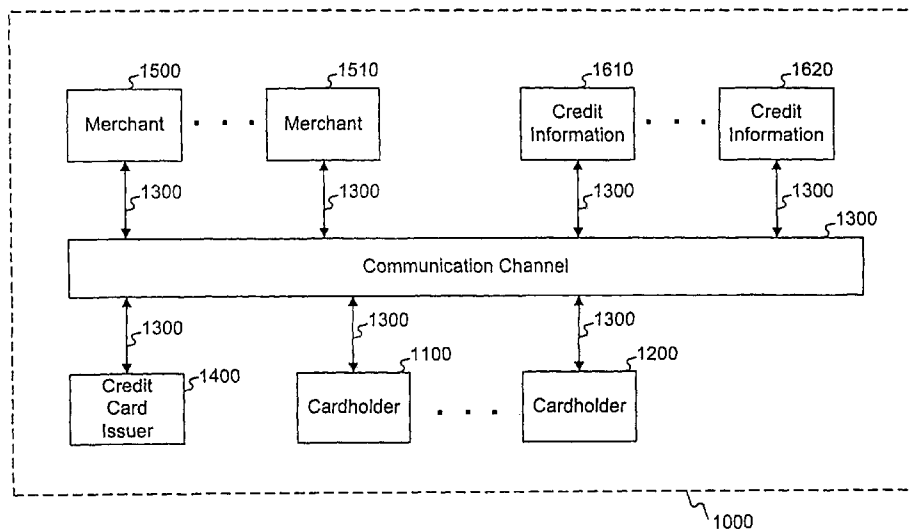 1500
1510
1610
1620
Merchant
Merchant
Credit
Information
Credit
Information
1300
1300
1300
1300
1300
Communication Channel
1300
1300
1300
1400
1100
1200
Credit
Card
Issuer
Cardholder
Cardholder
1000